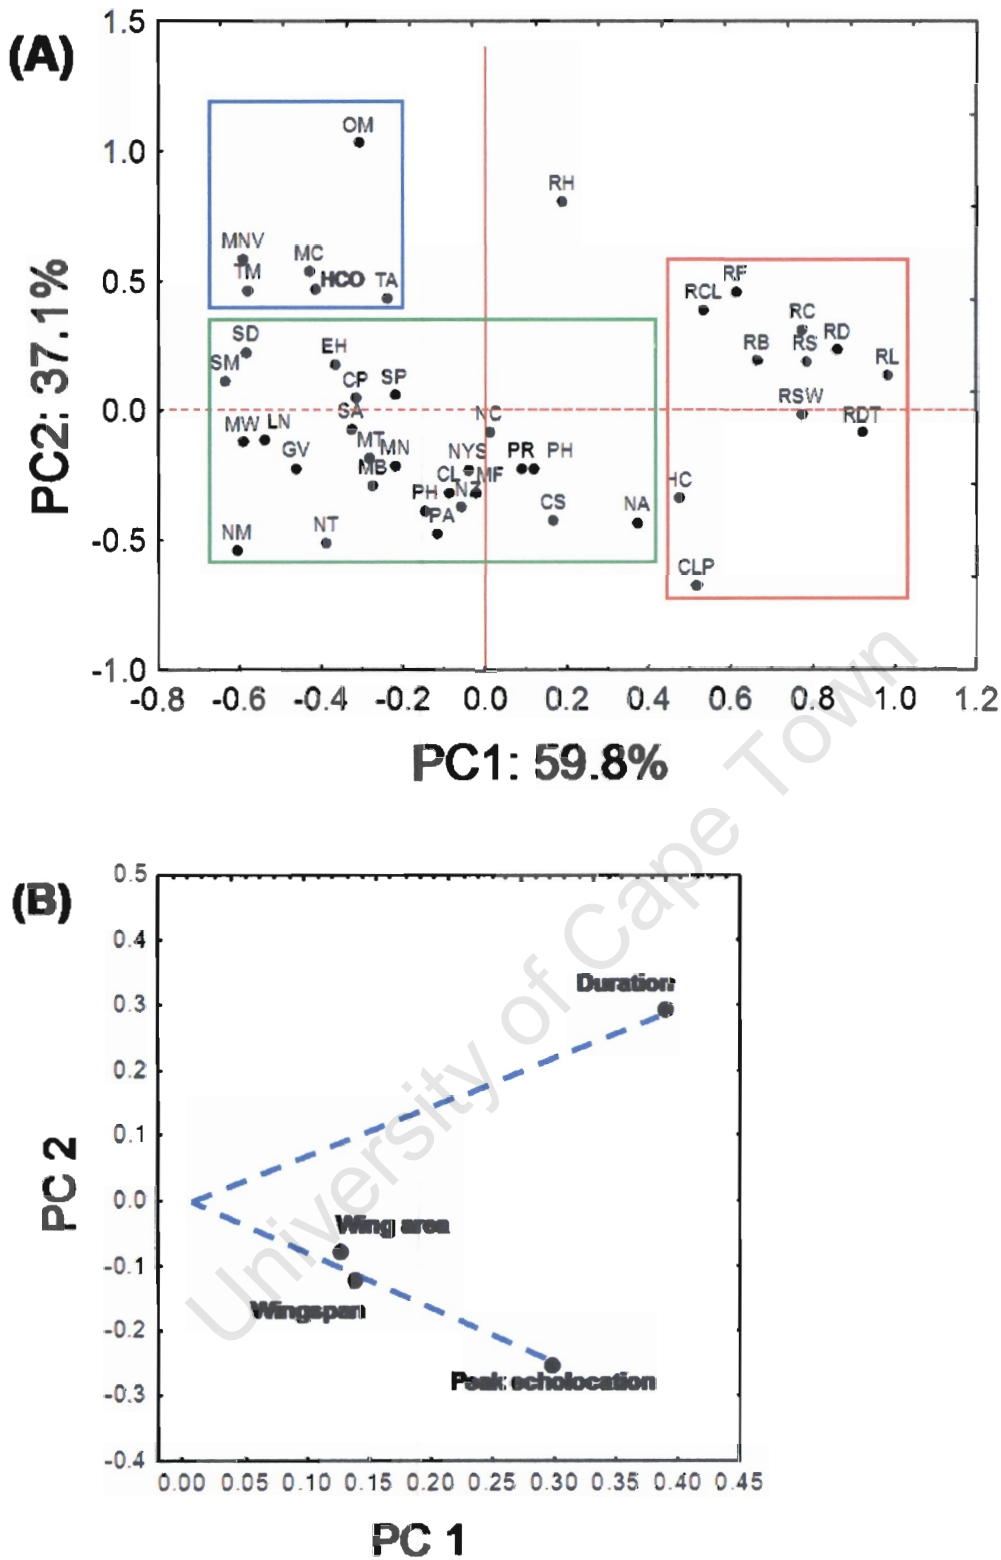 (A)
1.5
OM
1.0
RH
MNV
MC
TM
HCO
TA
RF
0.5
RCL
RC
SD
EH
RB
RS
RD
RL
SM
CP
SP
RSW
0.0
SA
NC
MW
LN
RDT
GV
MT
MN
NYS
PR
PH
MB
CL
MF
HC
PH
NZ
CS
NA
PA
NM
NT
-0.5
CLP
-1.0
-0.8 -0.6 -0.4 -0.2 0.0 0.2 0.4 0.6 0.8 1.0 1.2
PC2: 37.1%
PC1: 59.8%
(B)
0.5
0.4
Duration
0.3
0.2
0.1
0.0
Wing area
-0.1
Wingspan
-0.2
Peak echolocation
-0.3
-0.4
0.00 0.05 0.10 0.15 0.20 0.25 0.30 0.35 0.40 0.45
PC 2
PC 1
University of Cape Town